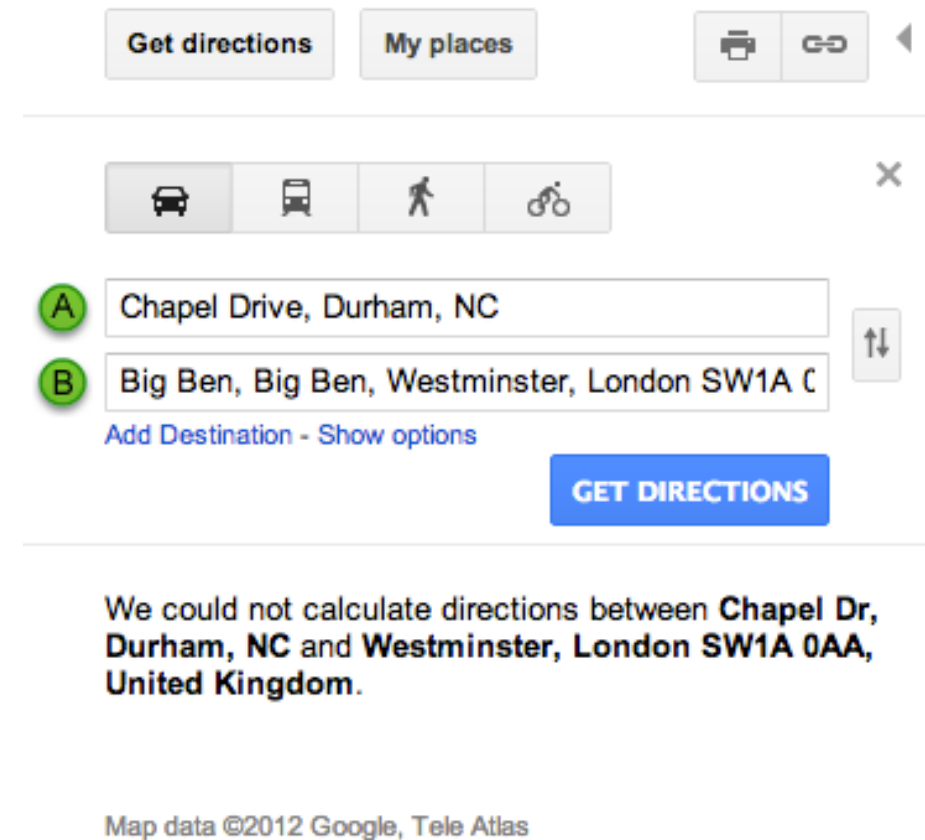 Get directions My places
A Chapel Drive, Durham, NC
B Big Ben, Big Ben, Westminster, London SW1A
Add Destination - Show options
GET DIRECTIONS
We could not calculate directions between Chapel Dr,
Durham, NC and Westminster, London SW1A 0AA,
United Kingdom.
Map data ©2012 Google, Tele Atlas